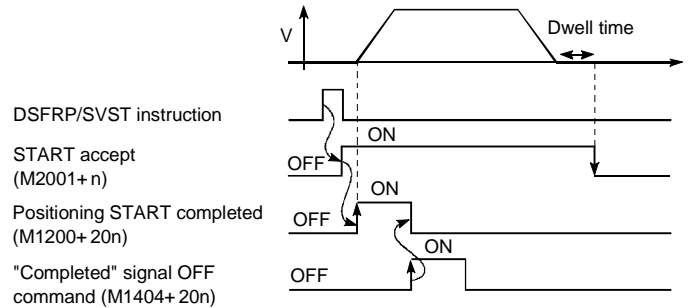 V
Dwell time
DSFRP/SVST instruction
ON
START accept
OFF
(M2001+ n)
ON
Positioning START completed
OFF
(M1200+ 20n)
ON
"Completed" signal OFF
OFF
command (M1404+ 20n)